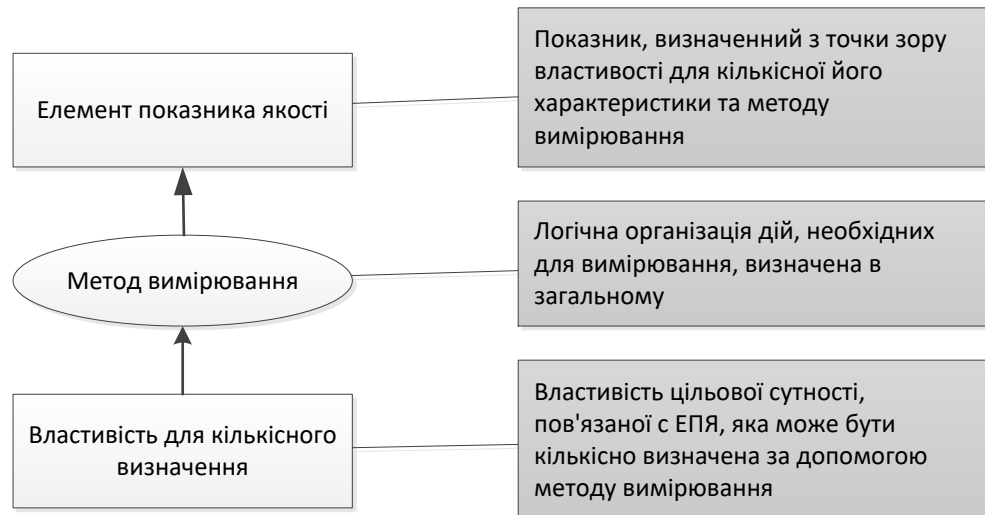 Елемент показника якості
Показник, визначенний з точки зору
властивості для кількісної його
характеристики та методу
вимірювання
Метод вимірювання
Логічна організація дій, необхідних
для вимірювання, визначена в
загальному
Властивість для кількісного
визначення
Властивість цільової сутності,
пов'язаної с ЕПЯ, яка може бути
кількісно визначена за допомогою
методу вимірювання